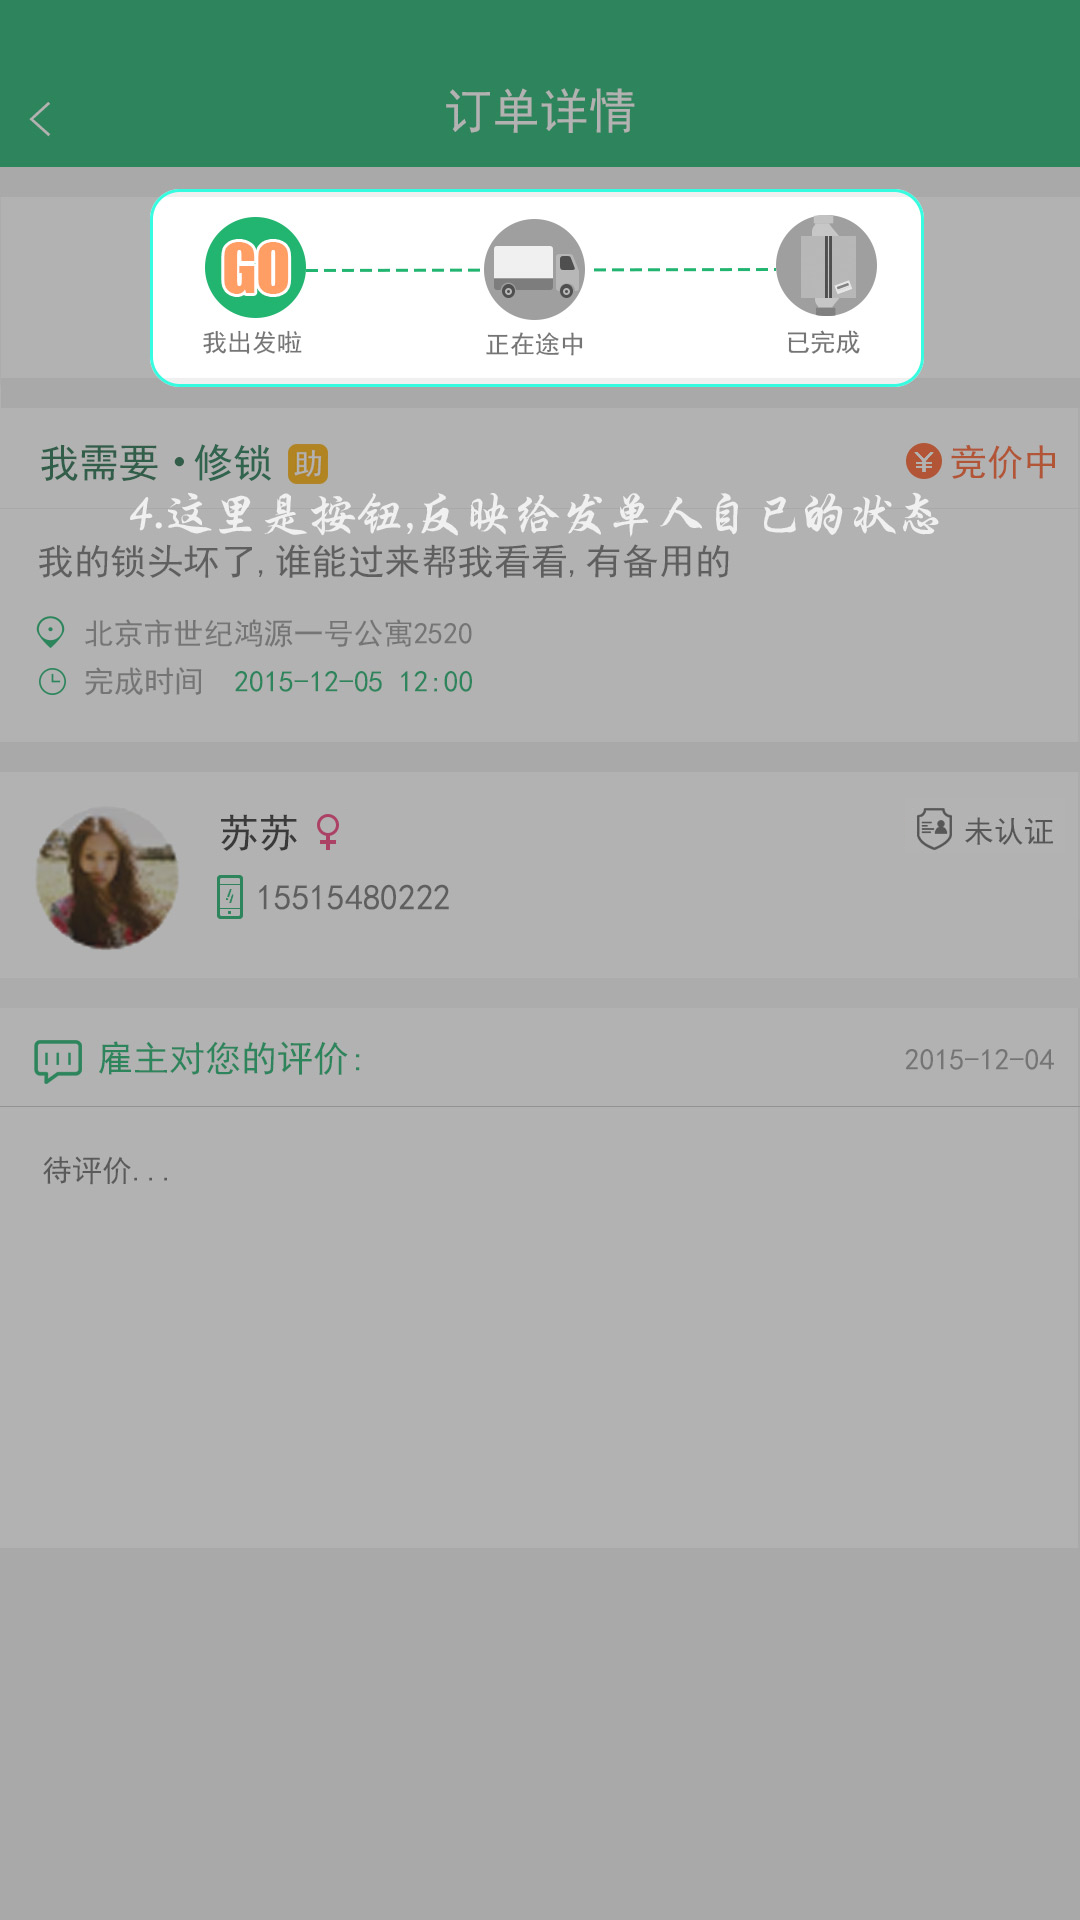 订单详情
GO
我出发啦
正在途中
已完成
我需要·修锁 助
竞价中
4.这里是按钮,反映给发单人自己的状态
我的锁头坏了,谁能过来帮我看看,有备用的
北京市世纪鸿源一号公寓2520
完成时间 2015-12-05 12:00
苏苏
未认证
15515480222
雇主对您的评价:
2015-12-04
待评价...